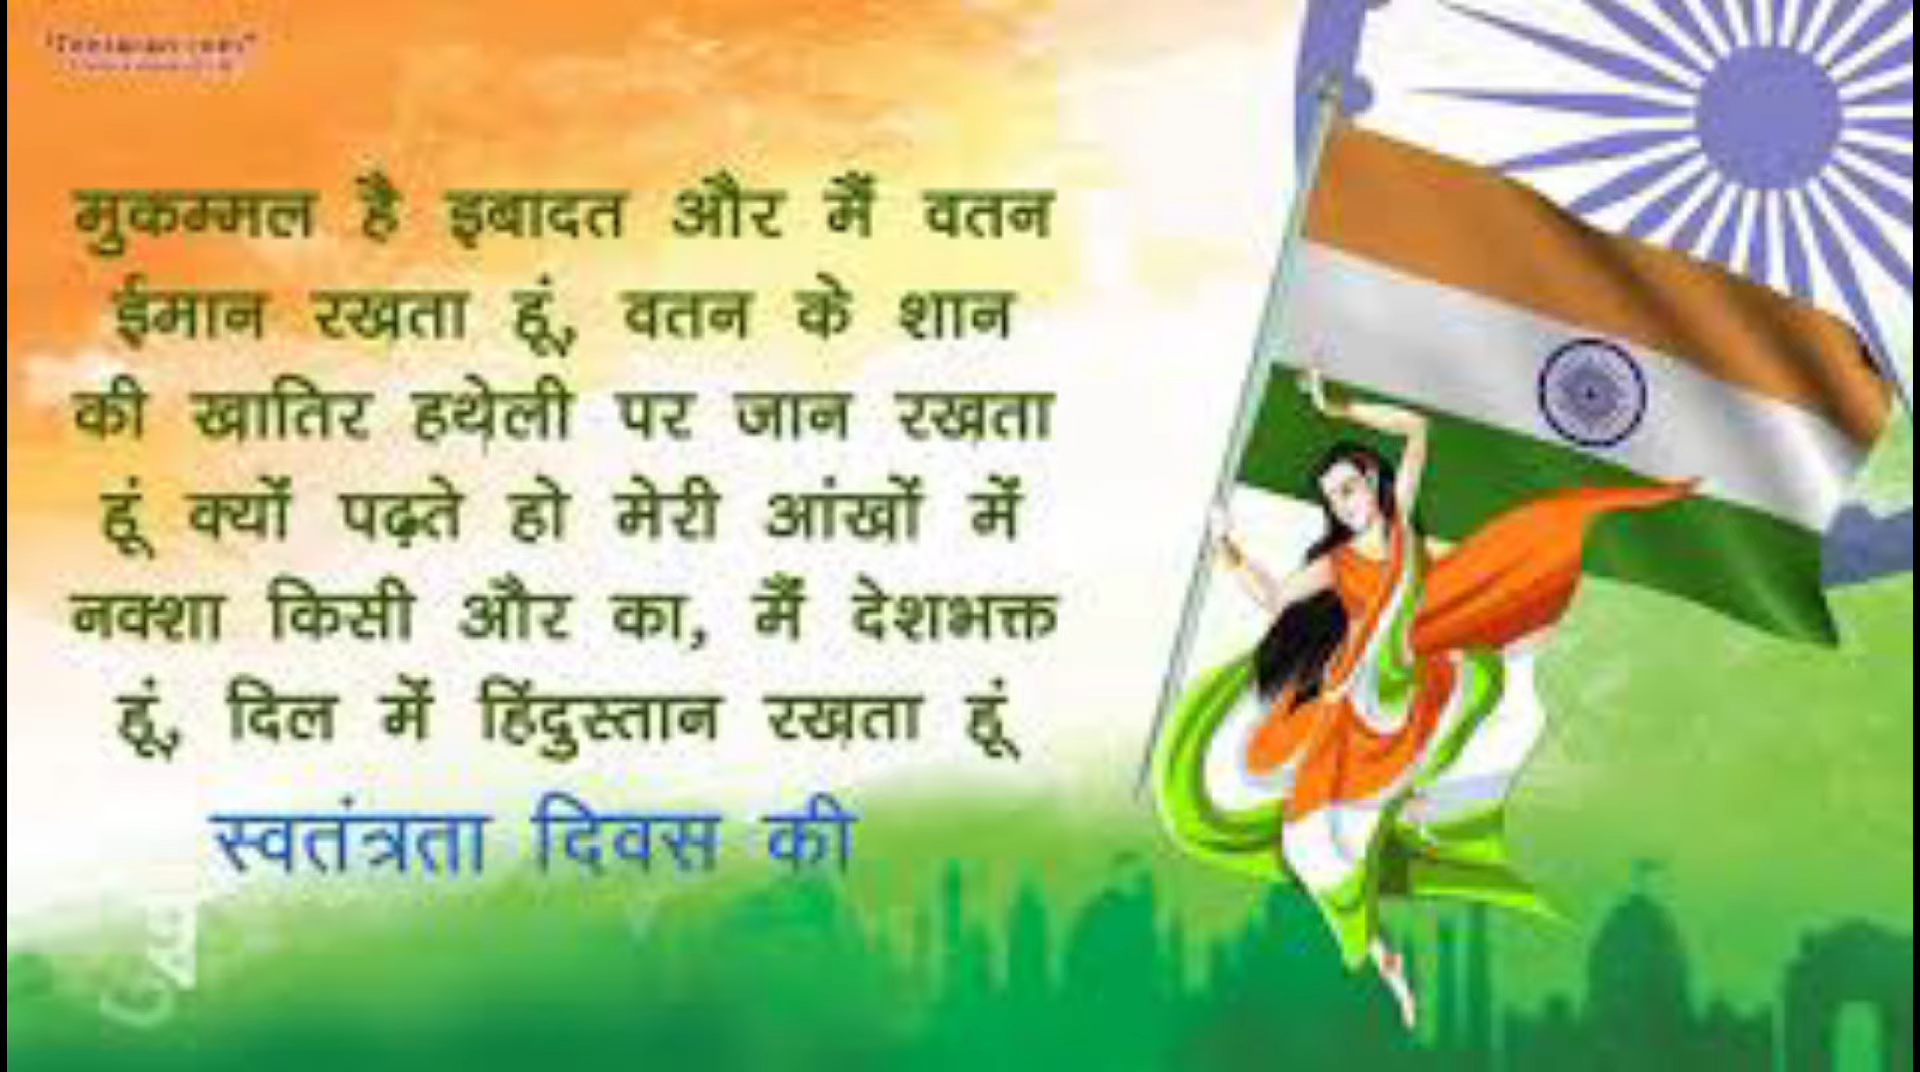 मुकम्मल है इबादत और मैं वतन
ईमान रखता हूं, वतन के शान
की खातिर हथेली पर जान रखता
हूं क्यों पढ़ते हो मेरी आंखों में
नक्शा किसी और का, मैं देशभक्त
हूं, दिल में हिंदुस्तान रखता हूं
स्वतंत्रता दिवस की